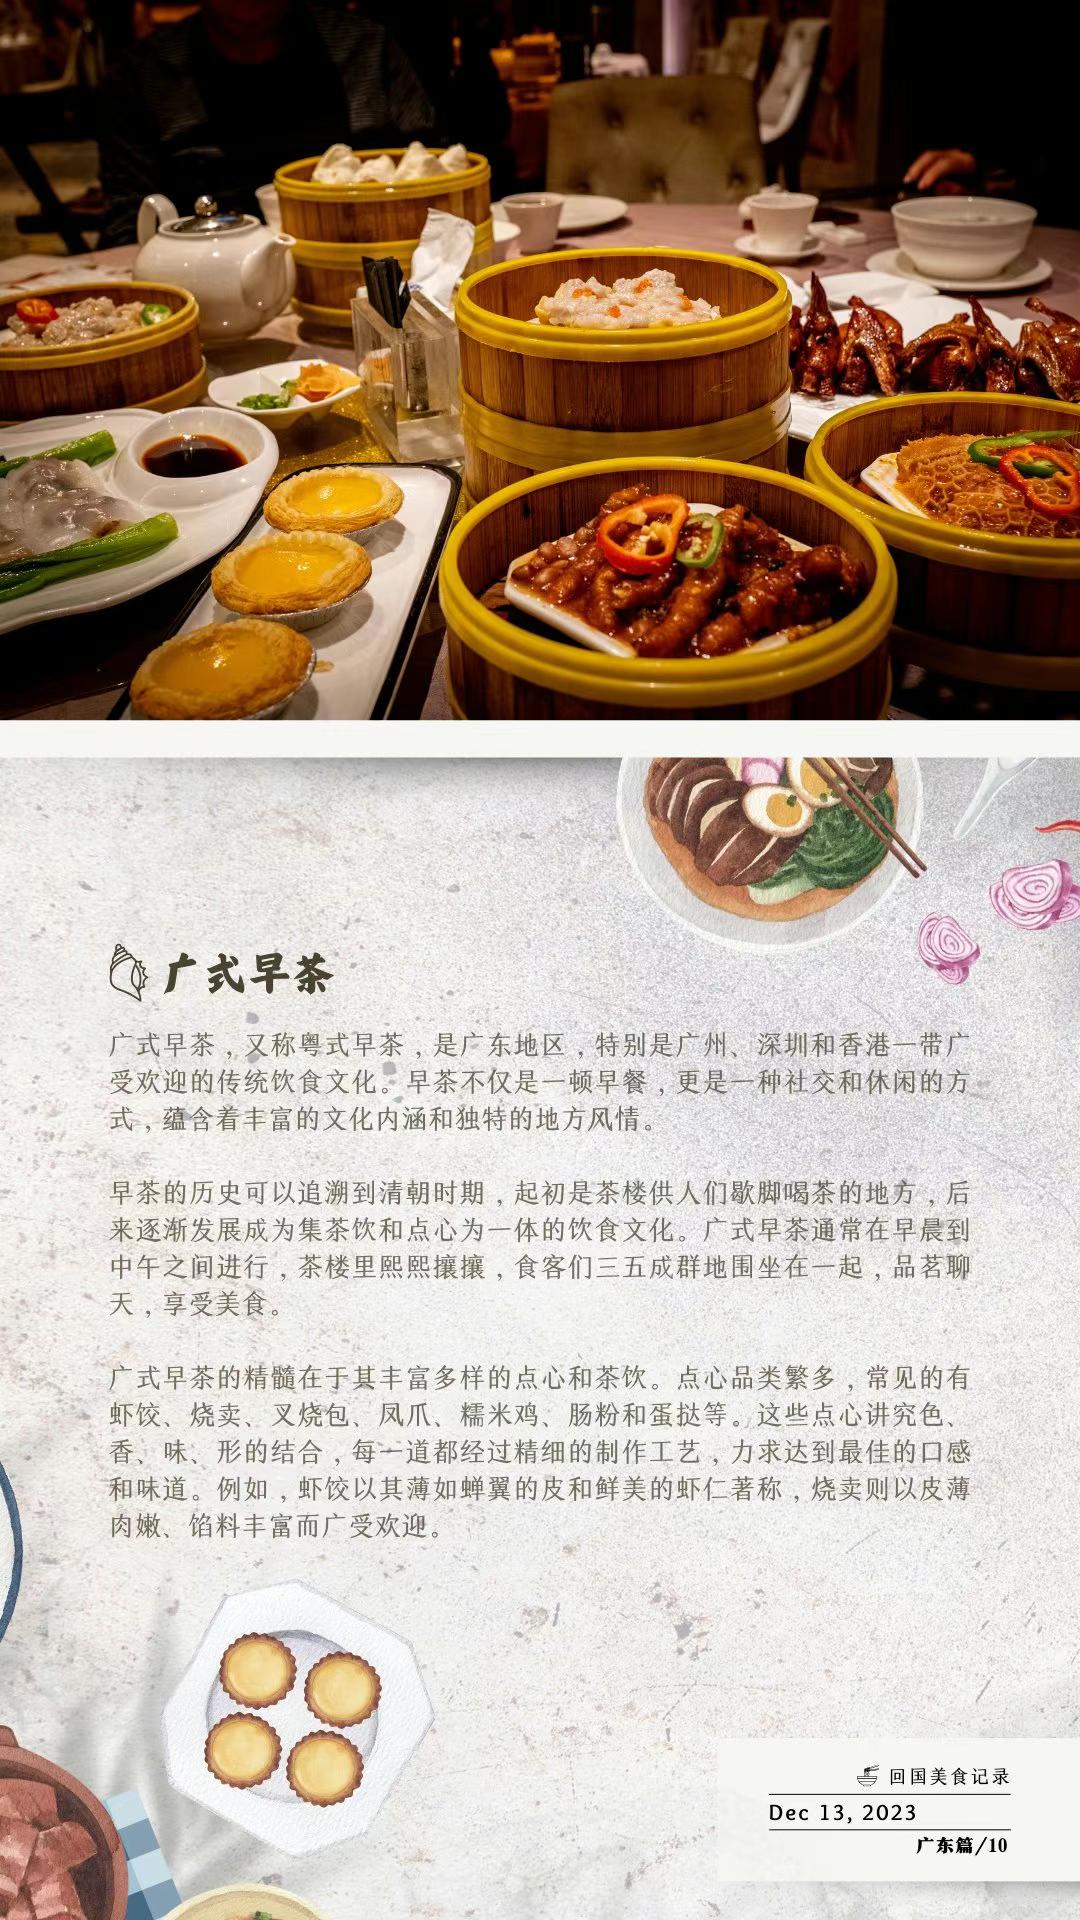 广式早茶
广式早茶，又称粤式早茶，是广东地区，特别是广州、深圳和香港一带广
受欢迎的传统饮食文化。早茶不仅是一顿早餐，更是一种社交和休闲的方
式，蕴含着丰富的文化内涵和独特的地方风情。
早茶的历史可以追溯到清朝时期，起初是茶楼供人们歇脚喝茶的地方，后
来逐渐发展成为集茶饮和点心为一体的饮食文化。广式早茶通常在早晨到
中午之间进行，茶楼里熙熙攘攘，食客们三五成群地围坐在一起，品茗聊
天，享受美食。
广式早茶的精髓在于其丰富多样的点心和茶饮。点心品类繁多，常见的有
虾饺、烧卖、叉烧包、凤爪、糯米鸡、肠粉和蛋挞等。这些点心讲究色、
香、味、形的结合，每一道都经过精细的制作工艺，力求达到最佳的口感
和味道。例如，虾饺以其薄如蝉翼的皮和鲜美的虾仁著称，烧卖则以皮薄
肉嫩、馅料丰富而广受欢迎。
回国美食记录
Dec 13, 2023
广东篇/10